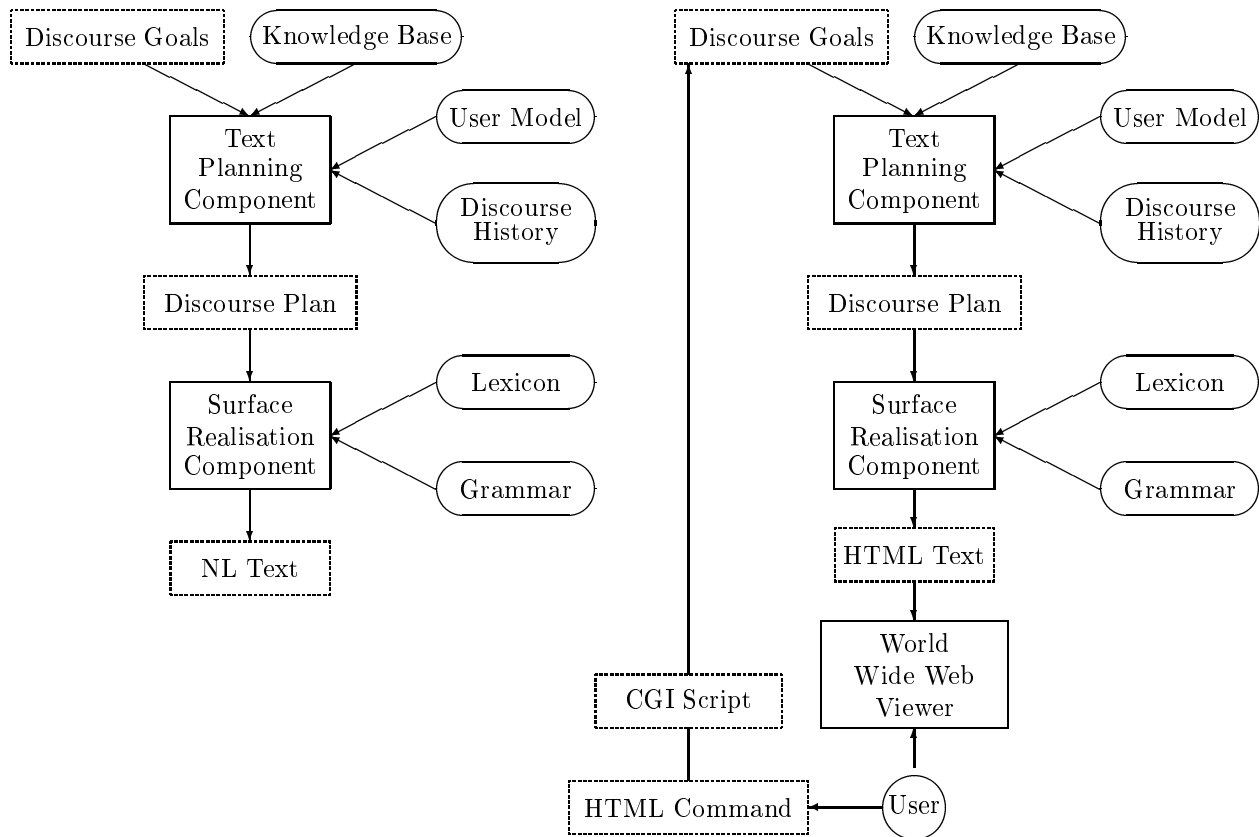 Discourse Goals
Knowledge Base
User Model
Text
Planning
Component
Discourse
History
Discourse Plan
Lexicon
Surface
Realisation
Component
Grammar
NL Text
Discourse Goals
Knowledge Base
User Model
Text
Planning
Component
Discourse
History
Discourse Plan
Lexicon
Surface
Realisation
Component
Grammar
HTML Text
World
Wide Web
Viewer
CGI Script
HTML Command
User